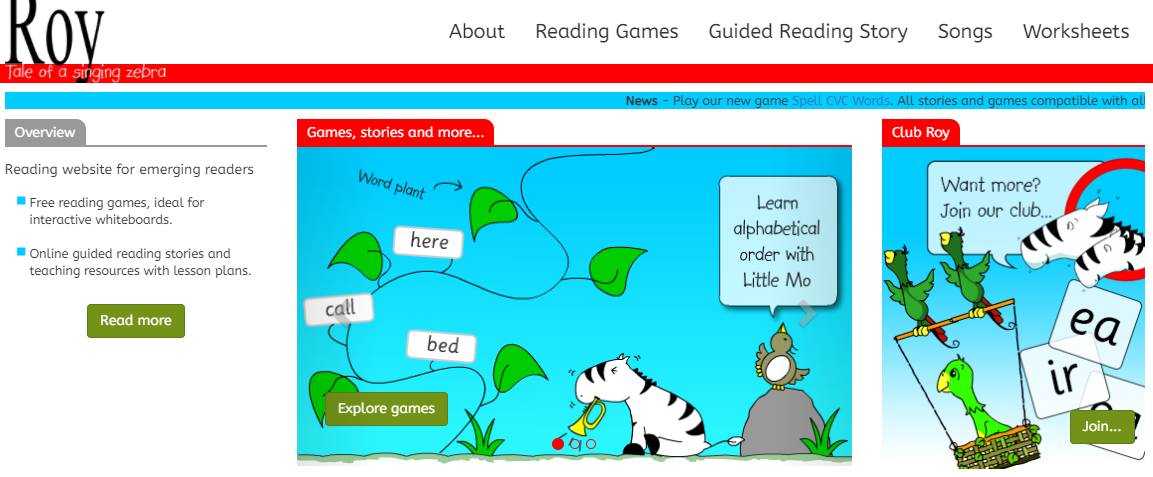 Roy
Tale of a singing zebra
About Reading Games Guided Reading Story Songs Worksheets
News - Play our new game Spell CVC Words. All stories and games compatible with all
Overview
Reading website for emerging readers
Free reading games, ideal for
interactive whiteboards.
Online guided reading stories and
teaching resources with lesson plans.
Read more
Games, stories and more...
Word plant
here
call
bed
Learn
alphabetical
order with
Little Mo
Explore games
Club Roy
Want more?
Join our club...
ea
ir
Join...